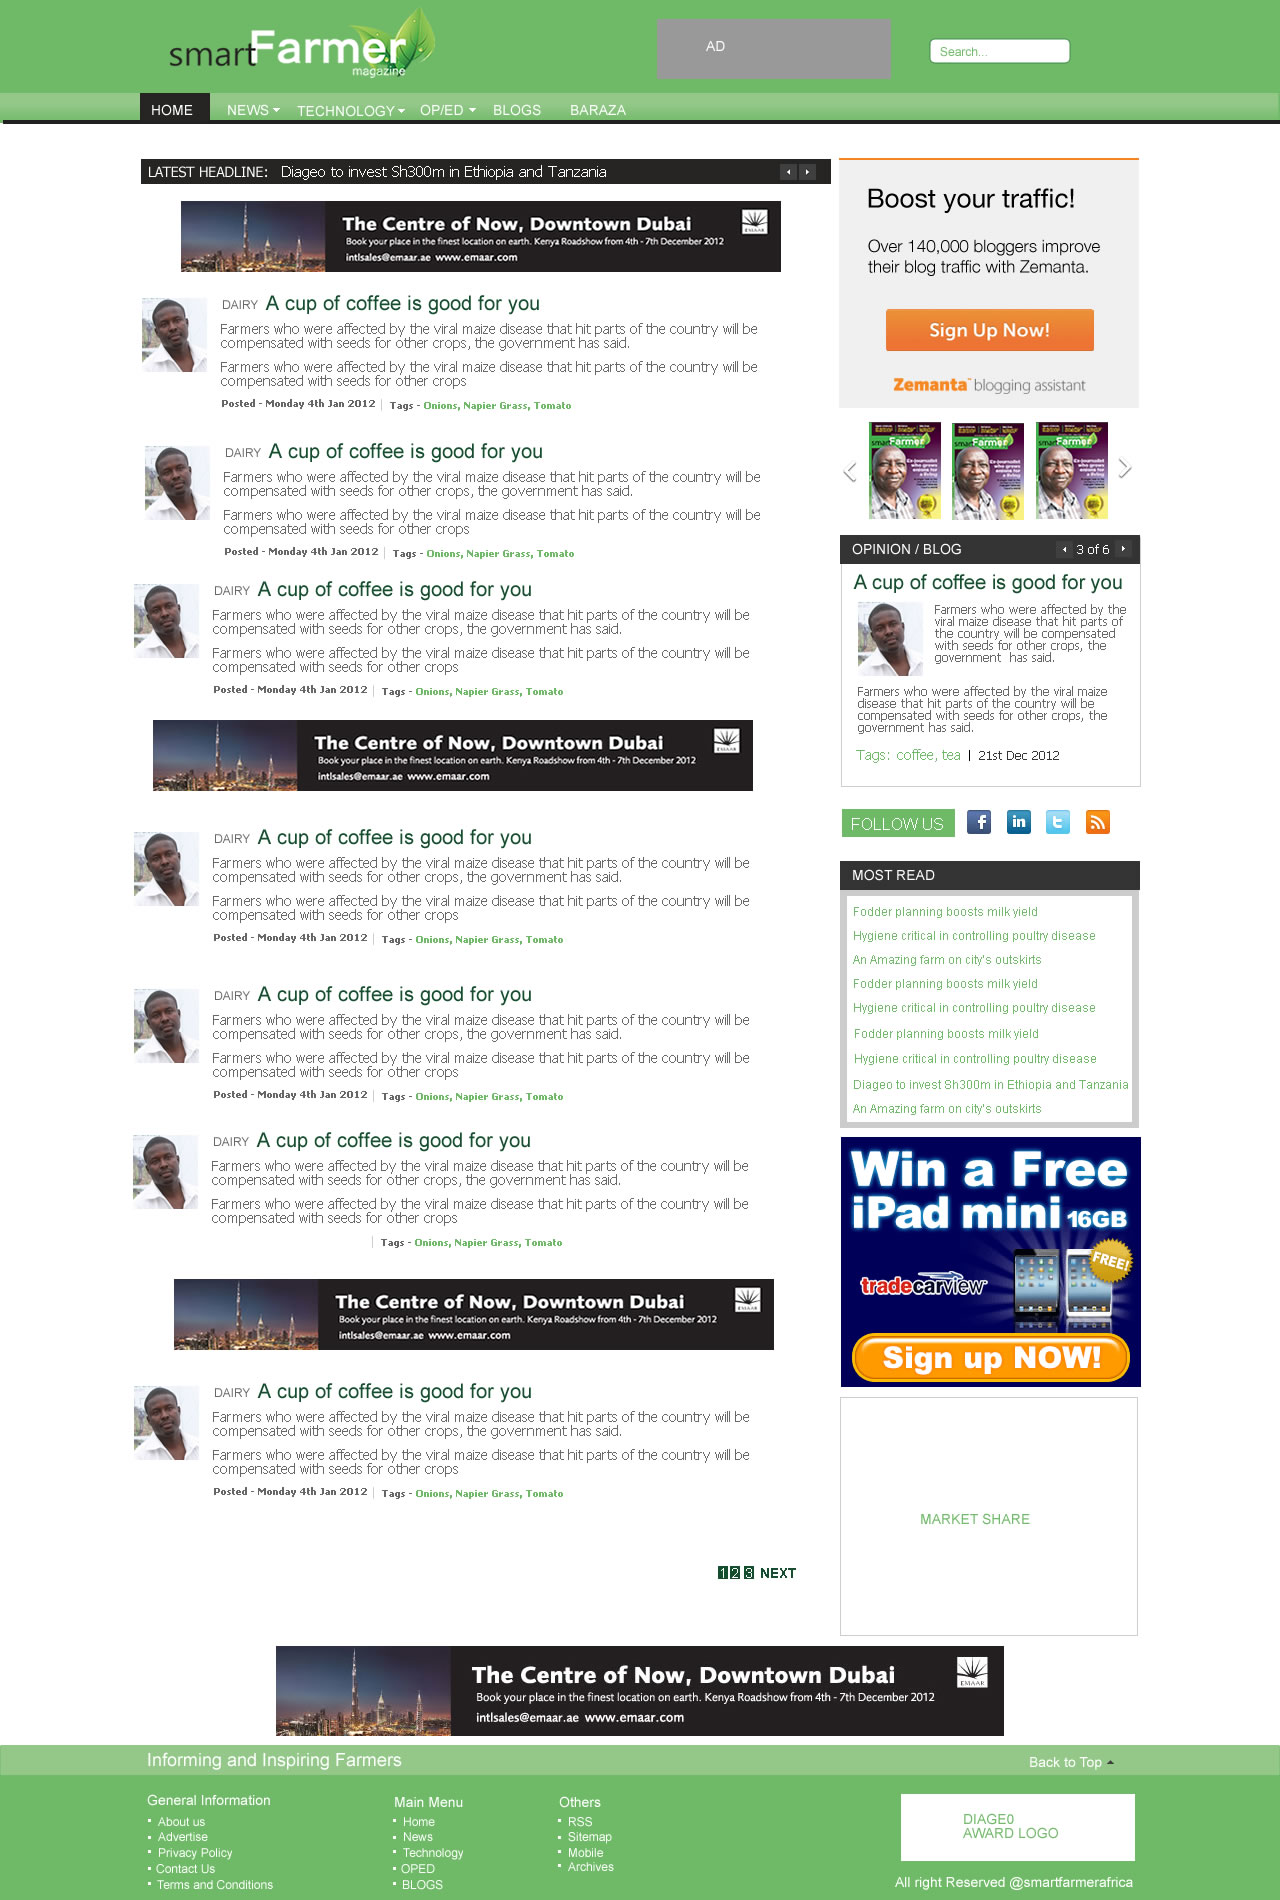 smartFarmer
magazine
AD
Search...
HOME NEWS TECHNOLOGY OP/ED BLOGS BARAZA
LATEST HEADLINE: Diageo to invest Sh300m in Ethiopia and Tanzania
The Centre of Now, Downtown Dubai
Book your place in the finest location on earth. Kenya Roadshow from 4th - 7th December 2012
intlsales@emaar.ae www.emaar.com
EMAAR
DAIRY A cup of coffee is good for you
Farmers who were affected by the viral maize disease that hit parts of the country will be
compensated with seeds for other crops, the government has said.
Farmers who were affected by the viral maize disease that hit parts of the country will be
compensated with seeds for other crops
Posted - Monday 4th Jan 2012 | Tags - Onions, Napier Grass, Tomato
DAIRY A cup of coffee is good for you
Farmers who were affected by the viral maize disease that hit parts of the country will be
compensated with seeds for other crops, the government has said.
Farmers who were affected by the viral maize disease that hit parts of the country will be
compensated with seeds for other crops
Posted - Monday 4th Jan 2012 | Tags - Onions, Napier Grass, Tomato
DAIRY A cup of coffee is good for you
Farmers who were affected by the viral maize disease that hit parts of the country will be
compensated with seeds for other crops, the government has said.
Farmers who were affected by the viral maize disease that hit parts of the country will be
compensated with seeds for other crops
Posted - Monday 4th Jan 2012 | Tags - Onions, Napier Grass, Tomato
The Centre of Now, Downtown Dubai
Book your place in the finest location on earth. Kenya Roadshow from 4th - 7th December 2012
intlsales@emaar.ae www.emaar.com
EMAAR
DAIRY A cup of coffee is good for you
Farmers who were affected by the viral maize disease that hit parts of the country will be
compensated with seeds for other crops, the government has said.
Farmers who were affected by the viral maize disease that hit parts of the country will be
compensated with seeds for other crops
Posted - Monday 4th Jan 2012 | Tags - Onions, Napier Grass, Tomato
DAIRY A cup of coffee is good for you
Farmers who were affected by the viral maize disease that hit parts of the country will be
compensated with seeds for other crops, the government has said.
Farmers who were affected by the viral maize disease that hit parts of the country will be
compensated with seeds for other crops
Posted - Monday 4th Jan 2012 | Tags - Onions, Napier Grass, Tomato
DAIRY A cup of coffee is good for you
Farmers who were affected by the viral maize disease that hit parts of the country will be
compensated with seeds for other crops, the government has said.
Farmers who were affected by the viral maize disease that hit parts of the country will be
compensated with seeds for other crops
| Tags - Onions, Napier Grass, Tomato
The Centre of Now, Downtown Dubai
Book your place in the finest location on earth. Kenya Roadshow from 4th - 7th December 2012
intlsales@emaar.ae www.emaar.com
EMAAR
DAIRY A cup of coffee is good for you
Farmers who were affected by the viral maize disease that hit parts of the country will be
compensated with seeds for other crops, the government has said.
Farmers who were affected by the viral maize disease that hit parts of the country will be
compensated with seeds for other crops
Posted - Monday 4th Jan 2012 | Tags - Onions, Napier Grass, Tomato
1 2 3 NEXT
Boost your traffic!
Over 140,000 bloggers improve
their blog traffic with Zemanta.
Sign Up Now!
Zemanta™ blogging assistant
smartFarmer
Ex-journalist
who grows
smartFarmer
Ex-journalist
who grows
smartFarmer
Ex-journalist
who grows
OPINION / BLOG 3 of 6
A cup of coffee is good for you
Farmers who were affected by the
viral maize disease that hit parts of
the country will be compensated
with seeds for other crops, the
government has said.
Farmers who were affected by the viral maize
disease that hit parts of the country will be
compensated with seeds for other crops, the
government has said.
Tags: coffee, tea | 21st Dec 2012
FOLLOW US f in t
MOST READ
Fodder planning boosts milk yield
Hygiene critical in controlling poultry disease
An Amazing farm on city's outskirts
Fodder planning boosts milk yield
Hygiene critical in controlling poultry disease
Fodder planning boosts milk yield
Hygiene critical in controlling poultry disease
Diageo to invest Sh300m in Ethiopia and Tanzania
An Amazing farm on city's outskirts
Win a Free
iPad mini 16GB
FREE!
tradecarview
Sign up NOW!
MARKET SHARE
The Centre of Now, Downtown Dubai
Book your place in the finest location on earth. Kenya Roadshow from 4th - 7th December 2012
intlsales@emaar.ae www.emaar.com
EMAAR
Informing and Inspiring Farmers
Back to Top
General Information
About us
Advertise
Privacy Policy
Contact Us
Terms and Conditions
Main Menu
Home
News
Technology
OPED
BLOGS
Others
RSS
Sitemap
Mobile
Archives
DIAGE0
AWARD LOGO
All right Reserved @smartfarmerafrica